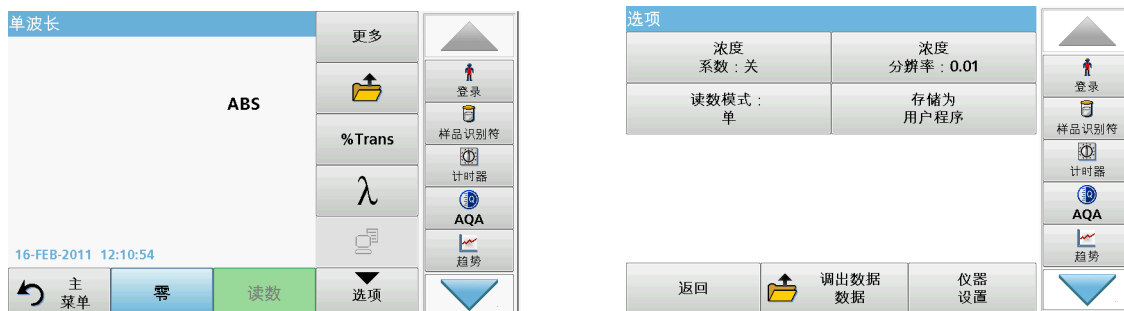 单波长
更多
ABS
%Trans
λ
16-FEB-2011 12:10:54
主
菜单
零
读数
选项
登录
样品识别符
计时器
AQA
趋势
选项
浓度
系数：关
浓度
分辨率：0.01
读数模式：
单
存储为
用户程序
返回
调出数据
数据
仪器
设置
登录
样品识别符
计时器
AQA
趋势